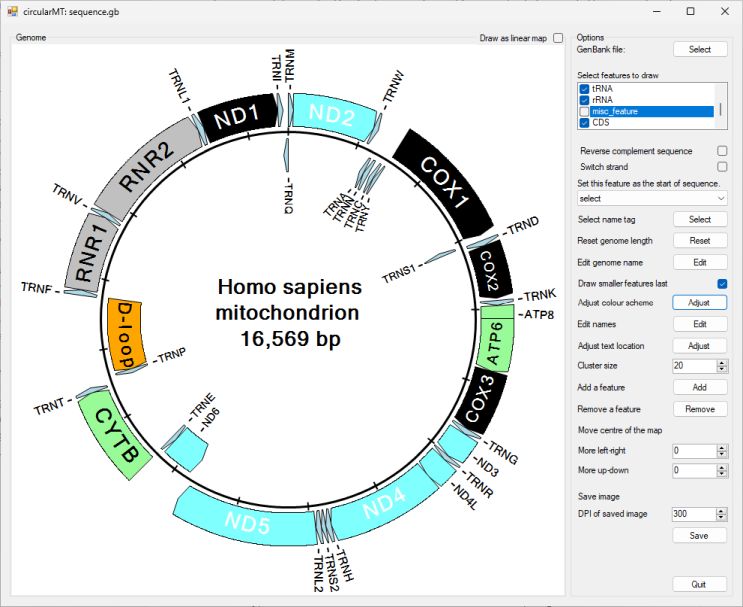 circularMT: sequence.gb
Genome
Draw as linear map
TRNI
TRNM
TRNL1
ND1
ND2
TRNW
RNR2
COX1
TRNQ
TRNA
TRNN
TRNC
TRNY
TRNV
TRND
RNR1
TRNS1
COX2
TRNF
Homo sapiens
mitochondrion
16,569 bp
TRNK
D-loop
ATP8
ATP6
TRNP
COX3
TRNT
TRNE
ND6
CYTB
TRNG
ND3
TRNR
ND4L
ND4
ND5
TRNH
TRNS2
TRNL2
Options
GenBank file:
Select
Select features to draw
tRNA
rRNA
misc_feature
CDS
Reverse complement sequence
Switch strand
Set this feature as the start of sequence.
select
Select name tag
Select
Reset genome length
Reset
Edit genome name
Edit
Draw smaller features last
Adjust colour scheme
Adjust
Edit names
Edit
Adjust text location
Adjust
Cluster size
20
Add a feature
Add
Remove a feature
Remove
Move centre of the map
More left-right
0
More up-down
0
Save image
DPI of saved image
300
Save
Quit